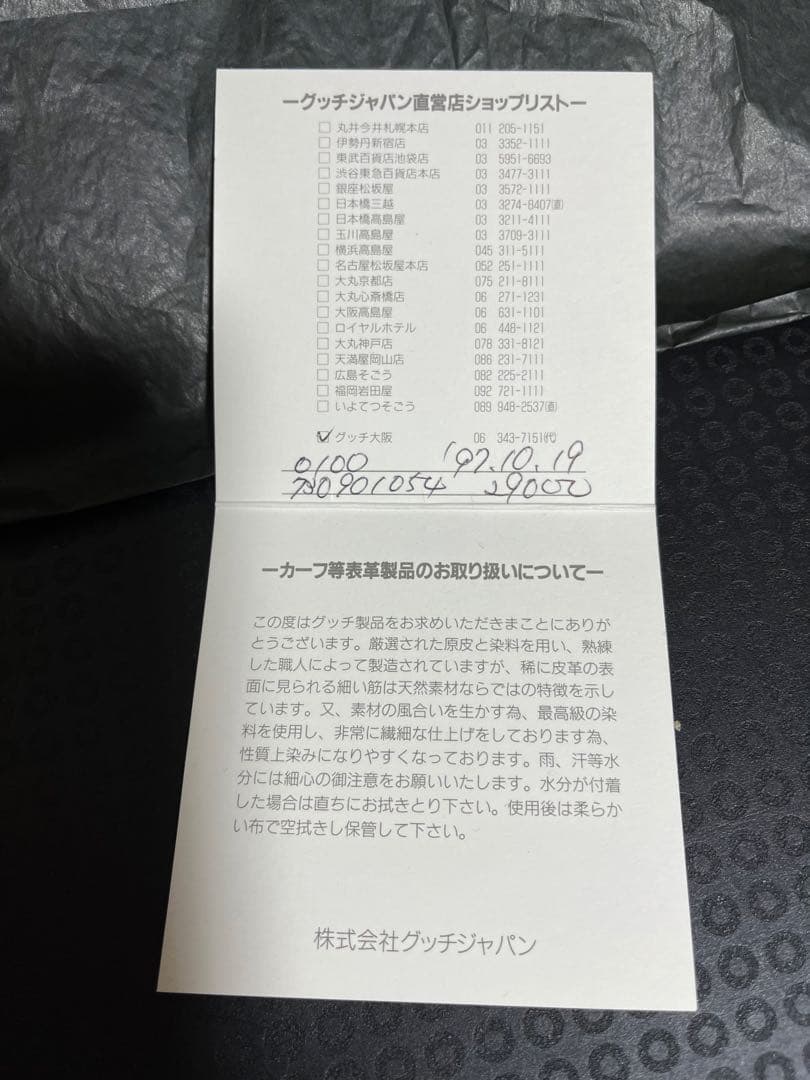 ーグッチジャパン直営店ショップリストー
□ 丸井今井札幌本店 011 205-1151
□ 伊勢丹新宿店 03 3352-1111
□ 東武百貨店池袋店 03 5951-6693
□ 渋谷東急百貨店本店 03 3477-3111
□ 銀座松坂屋 03 3572-1111
□ 日本橋三越 03 3274-8407(直)
□ 日本橋高島屋 03 3211-4111
□ 玉川高島屋 03 3709-3111
□ 横浜高島屋 045 311-5111
□ 名古屋松坂屋本店 052 251-1111
□ 大丸京都店 075 211-8111
□ 大丸心斎橋店 06 271-1231
□ 大阪高島屋 06 631-1101
□ ロイヤルホテル 06 448-1121
□ 大丸神戸店 078 331-8121
□ 天満屋岡山店 086 231-7111
□ 広島そごう 082 225-2111
□ 福岡岩田屋 092 721-1111
□ いよてつそごう 089 948-2537(直)
☑ グッチ大阪 06 343-7151(代)
0100 '97.10.19
0901054 29000
ーカーフ等表革製品のお取り扱いについてー
この度はグッチ製品をお求めいただきまことにありが
とうございます。厳選された原皮と染料を用い、熟練
した職人によって製造されていますが、稀に皮革の表
面に見られる細い筋は天然素材ならではの特徴を示し
ています。又、素材の風合いを生かす為、最高級の染
料を使用し、非常に繊細な仕上げをしております為、
性質上染みになりやすくなっております。雨、汗等水
分には細心の御注意をお願いいたします。水分が付着
した場合は直ちにお拭きとり下さい。使用後は柔らか
い布で空拭きし保管して下さい。
株式会社グッチジャパン